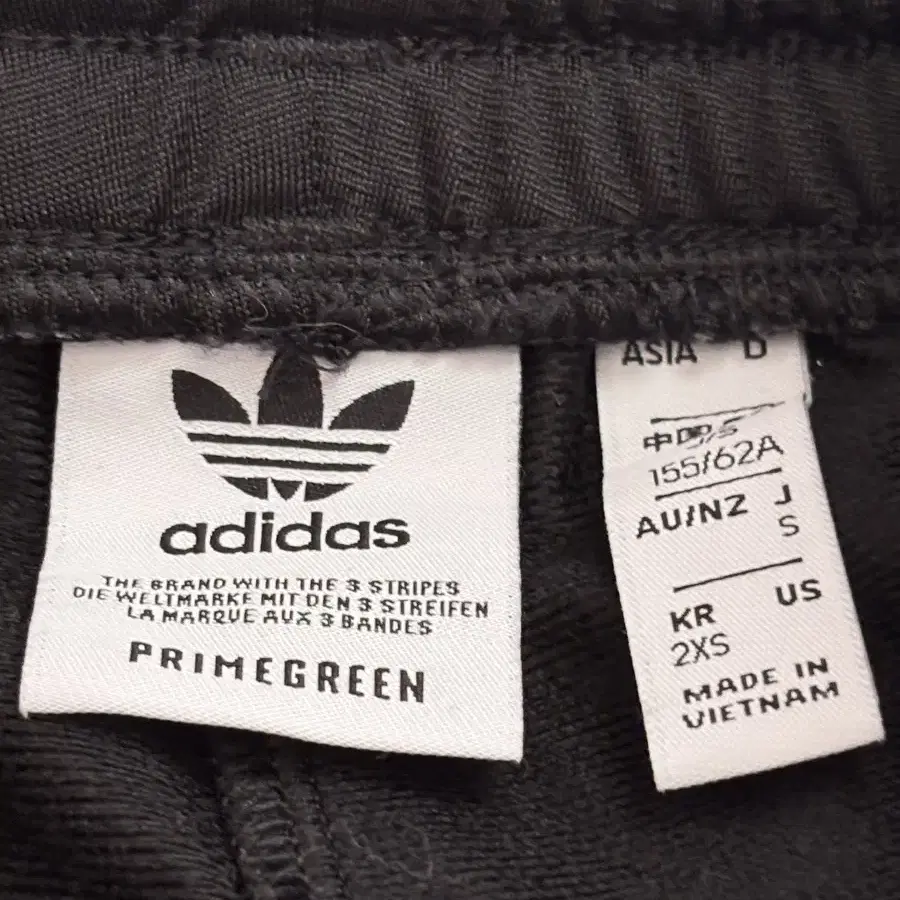 adidas
THE BRAND WITH THE 3 STRIPES
DIE WELTMARKE MIT DEN 3 STREIFEN
LA MARQUE AUX 3 BANDES
PRIMEGREEN
ASIA D
155/62A
AU/NZ J
S
KR US
2XS
MADE IN
VIETNAM